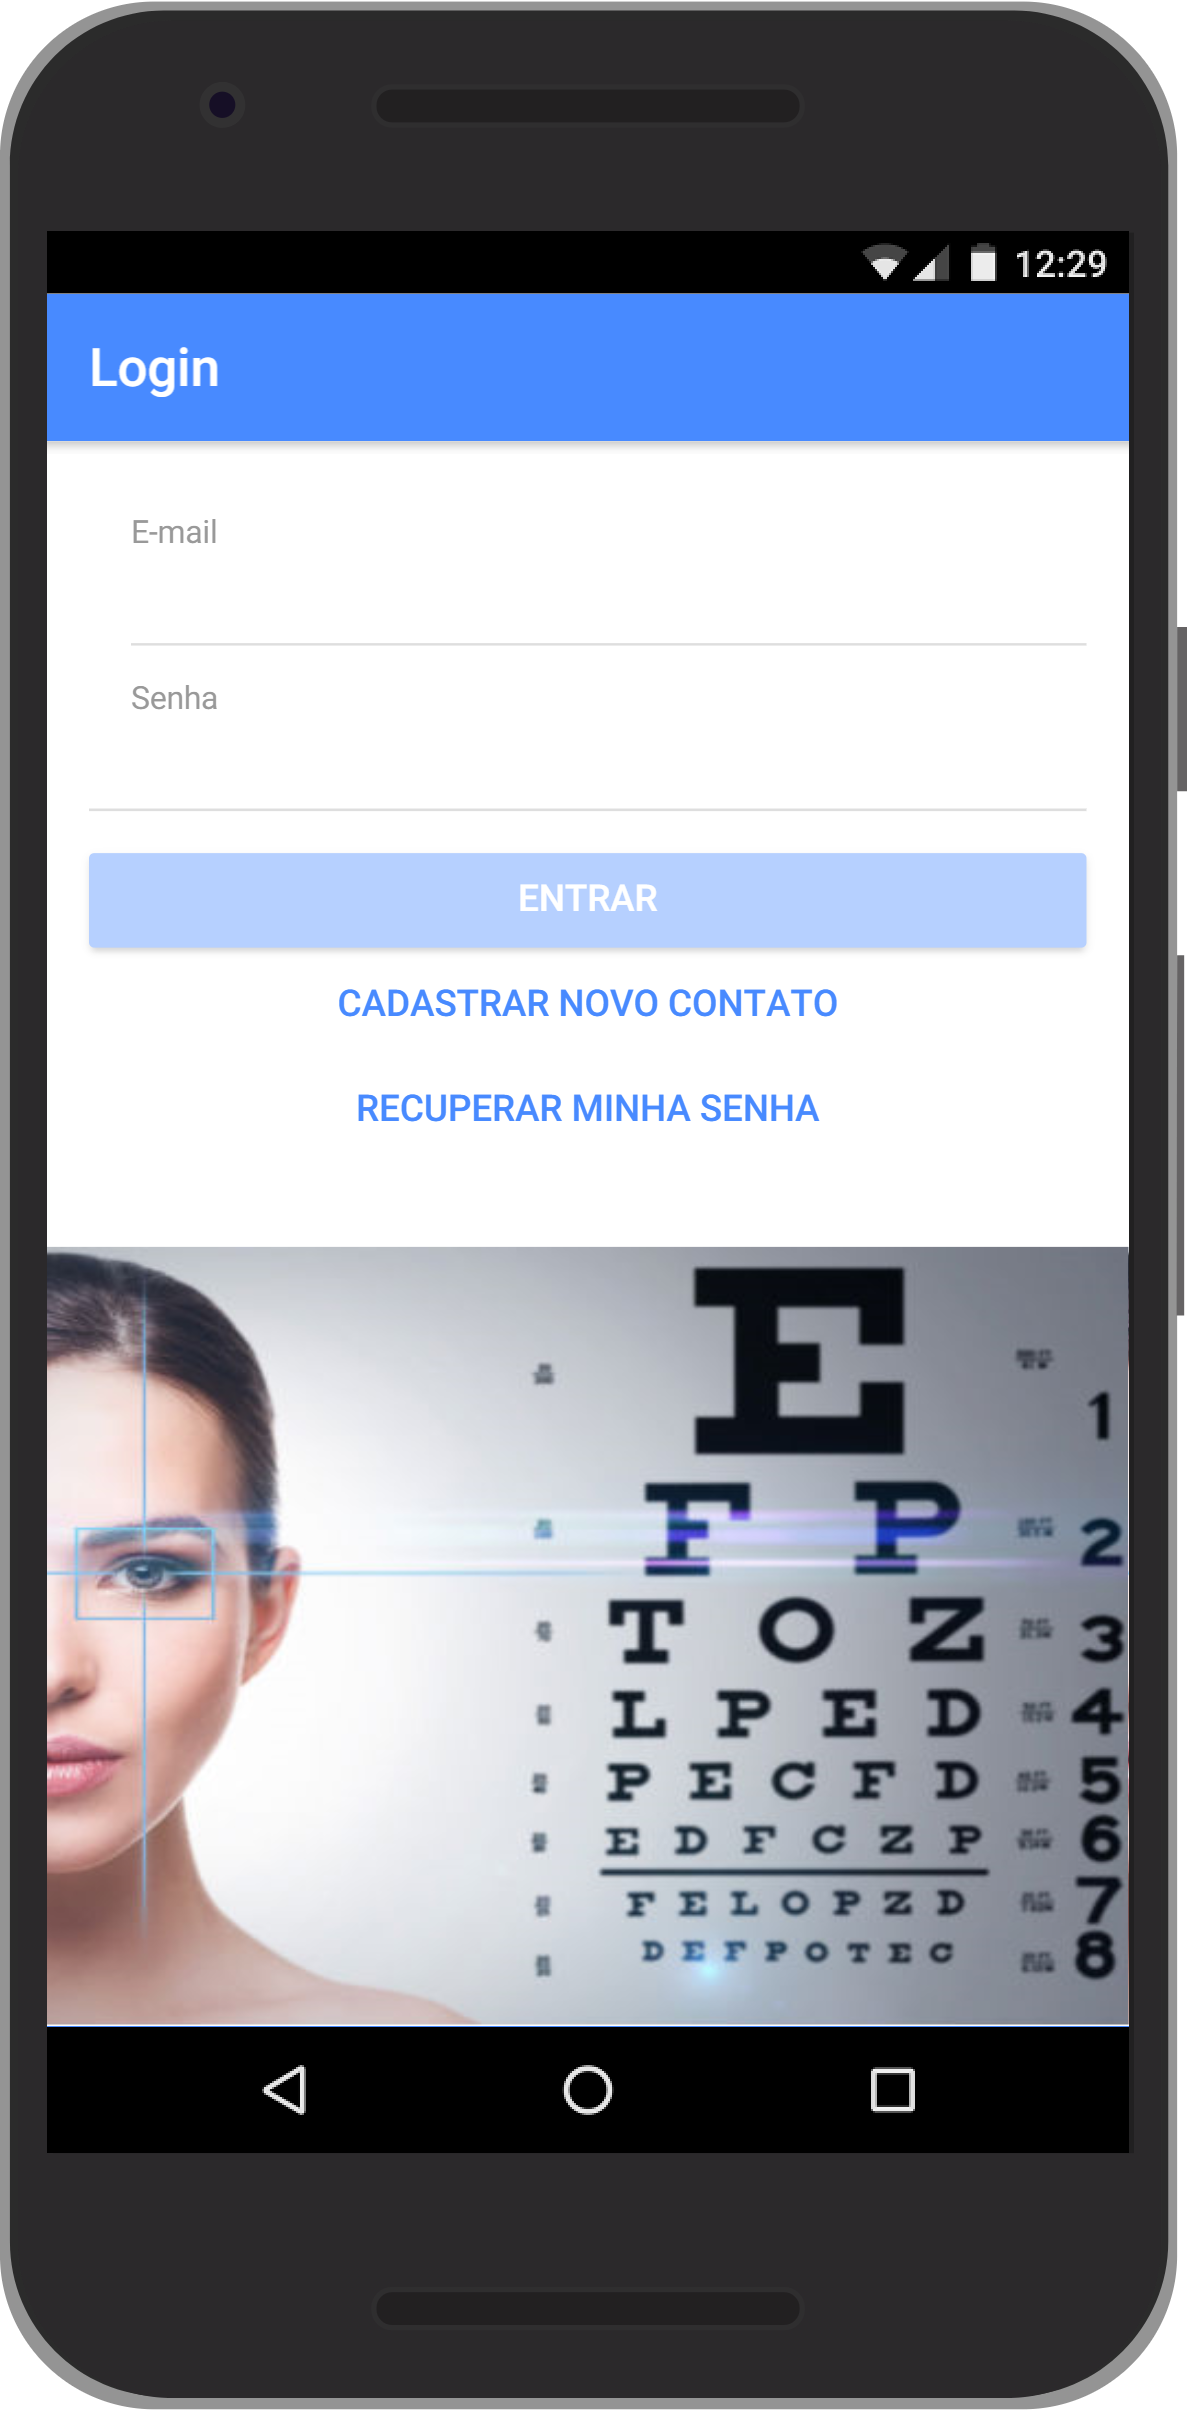 12:29
Login
E-mail
Senha
ENTRAR
CADASTRAR NOVO CONTATO
RECUPERAR MINHA SENHA
E
1
F P
2
T O Z
3
L P E D
4
P E C F D
5
E D F C Z P
6
F E L O P Z D
7
D E F P O T E C
8